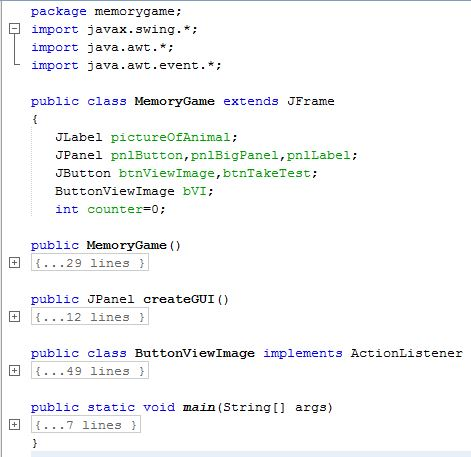 package memorygame;
import javax.swing.*;
import java.awt.*;
import java.awt.event.*;
public class MemoryGame extends JFrame
{
JLabel pictureOfAnimal;
JPanel pnlButton,pnlBigPanel,pnlLabel;
JButton btnViewImage,btnTakeTest;
ButtonViewImage bVI;
int counter=0;
public MemoryGame()
{...29 lines }
public JPanel createGUI()
{...12 lines }
public class ButtonViewImage implements ActionListener
{...49 lines }
public static void main(String[] args)
{...7 lines }
}